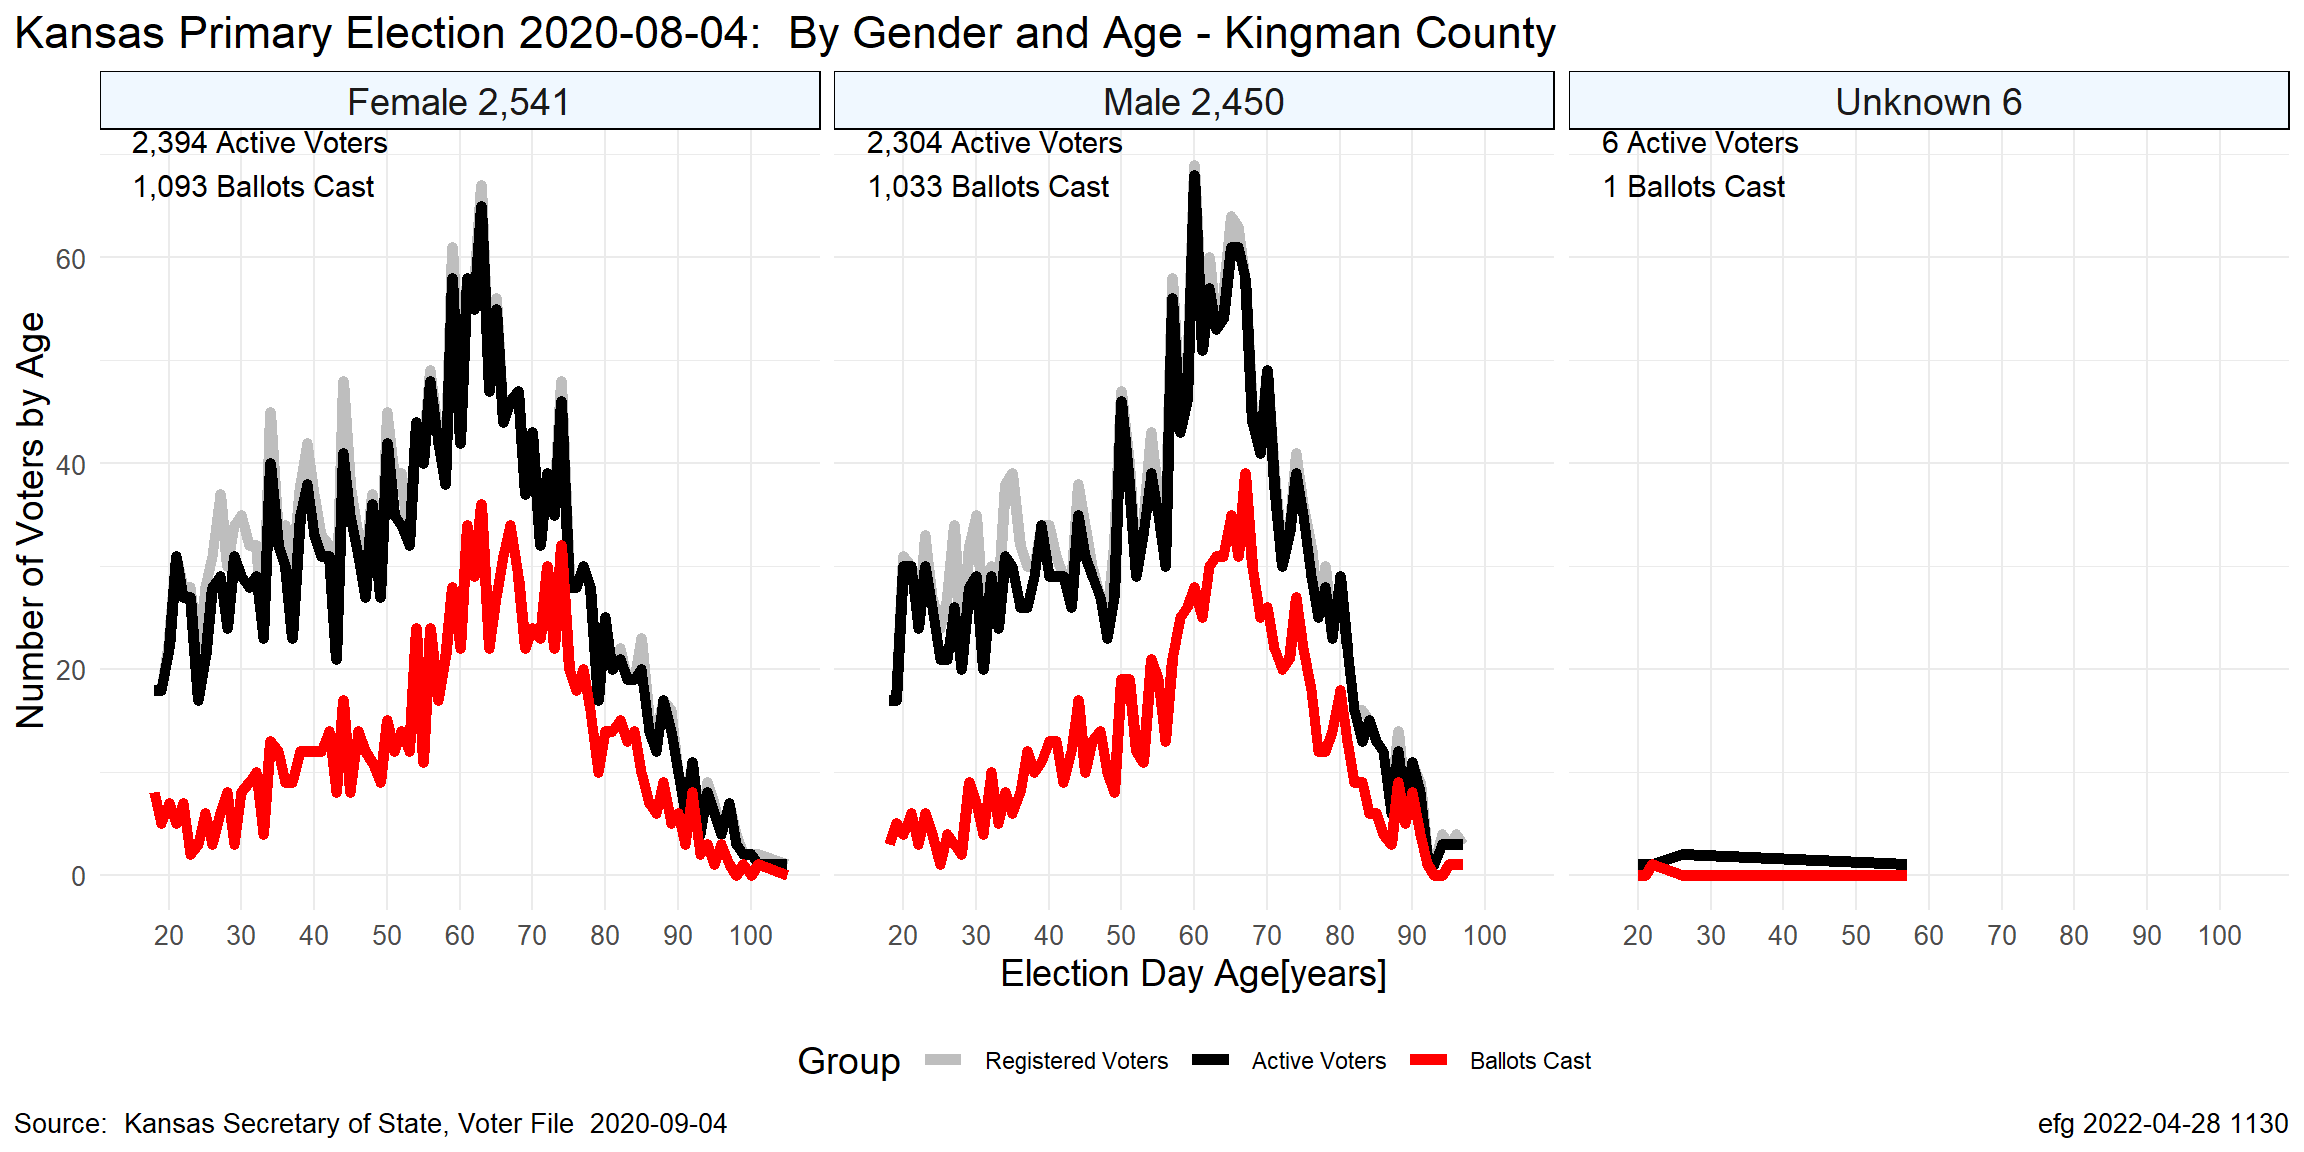 Kansas Primary Election 2020-08-04:  By Gender and Age - Kingman County
Female 2,541
Male 2,450
Unknown 6
2,394 Active Voters
1,093 Ballots Cast
2,304 Active Voters
1,033 Ballots Cast
6 Active Voters
1 Ballots Cast
Number of Voters by Age
60
40
20
0
20 30 40 50 60 70 80 90 100
20 30 40 50 60 70 80 90 100
20 30 40 50 60 70 80 90 100
Election Day Age[years]
Group Registered Voters Active Voters Ballots Cast
Source:  Kansas Secretary of State, Voter File  2020-09-04
efg 2022-04-28 1130